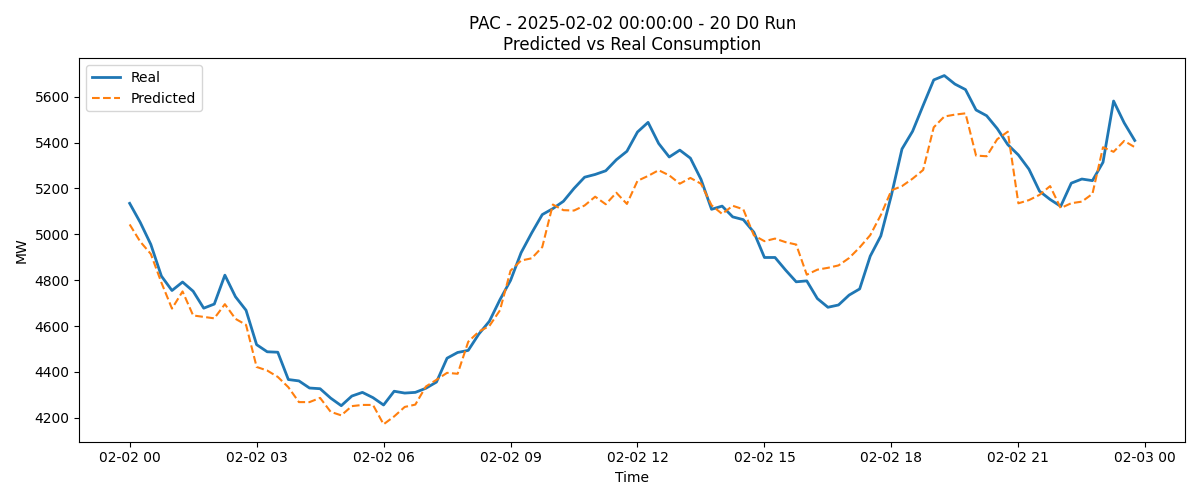 PAC - 2025-02-02 00:00:00 - 20 D0 Run
Predicted vs Real Consumption
Real
Predicted
5600
5400
5200
5000
4800
4600
4400
4200
MW
02-02 00
02-02 03
02-02 06
02-02 09
02-02 12
02-02 15
02-02 18
02-02 21
02-03 00
Time